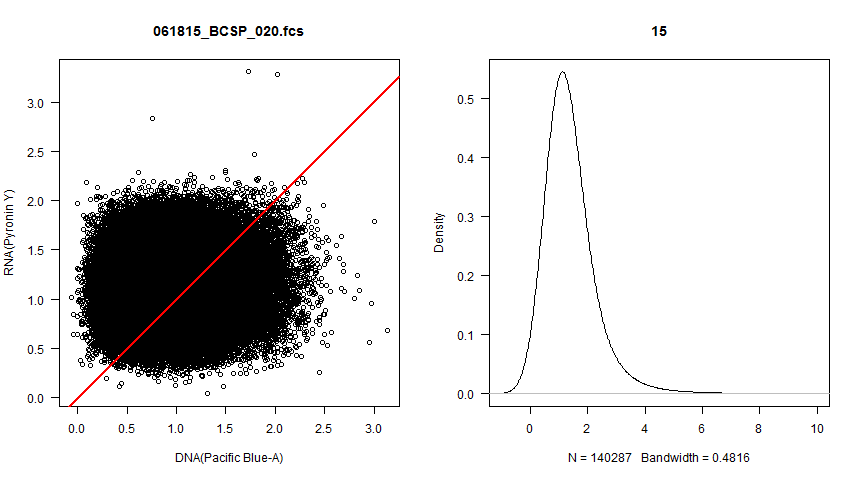 061815_BCSP_020.fcs
RNA(Pyronin Y)
3.0
2.5
2.0
1.5
1.0
0.5
0.0
0.0 0.5 1.0 1.5 2.0 2.5 3.0
DNA(Pacific Blue-A)
15
Density
0.5
0.4
0.3
0.2
0.1
0.0
0 2 4 6 8 10
N = 140287 Bandwidth = 0.4816